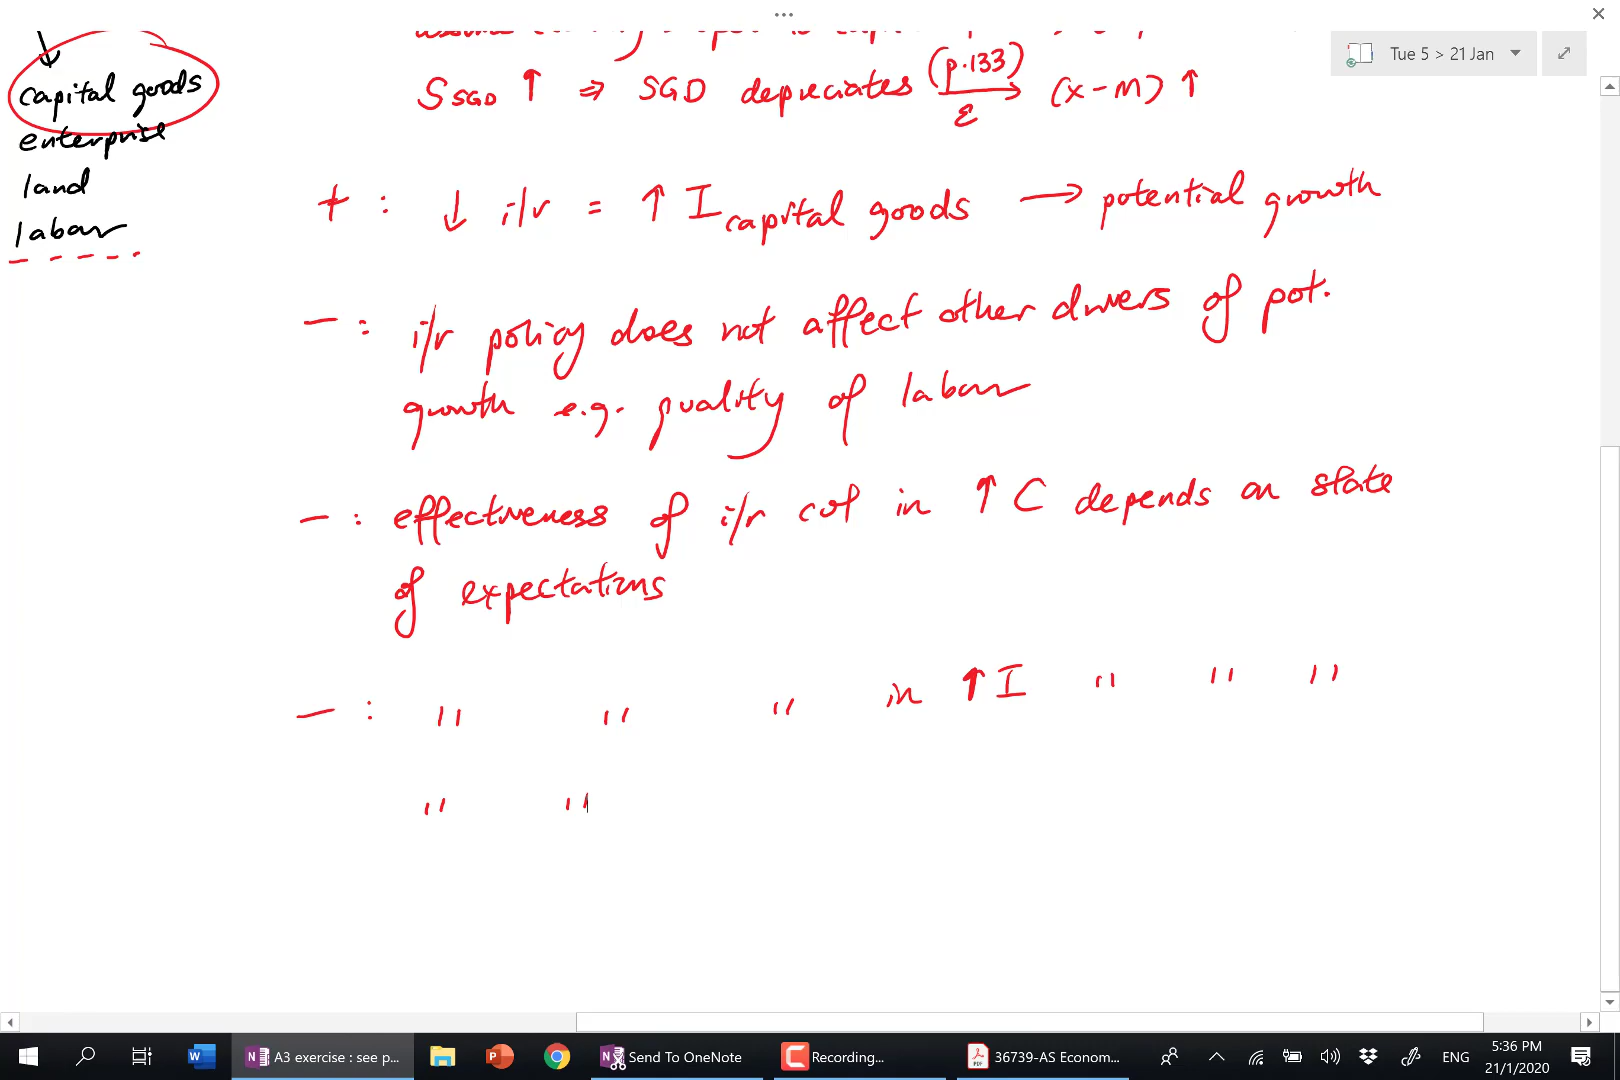 Tue 5 > 21 Jan
capital goods
enterprise
land
labour
S SGD ↑ ⇒ SGD depreciates (p.133) ε → (X-M) ↑
+ : ↓ i/r = ↑ I capital goods → potential growth
- : i/r policy does not affect other drivers of pot.
growth e.g. quality of labour
- : effectiveness of i/r cut in ↑ C depends on state
of expectations
- : " " " in ↑ I " " "
" "
A3 exercise : see p...
Send To OneNote
Recording...
36739-AS Econom...
ENG
5:36 PM
21/1/2020